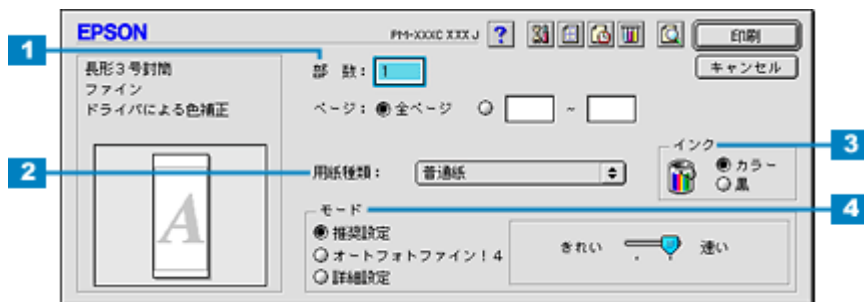 EPSON
PM-XXXC XXX J
?
印刷
キャンセル
1
長形3号封筒
ファイン
ドライバによる色補正
部 数: 1
ページ: 全ページ ~
2
用紙種類: 普通紙
インク
カラー
黒
3
A
モード
4
推奨設定
オートフォトファイン!4
詳細設定
きれい 速い